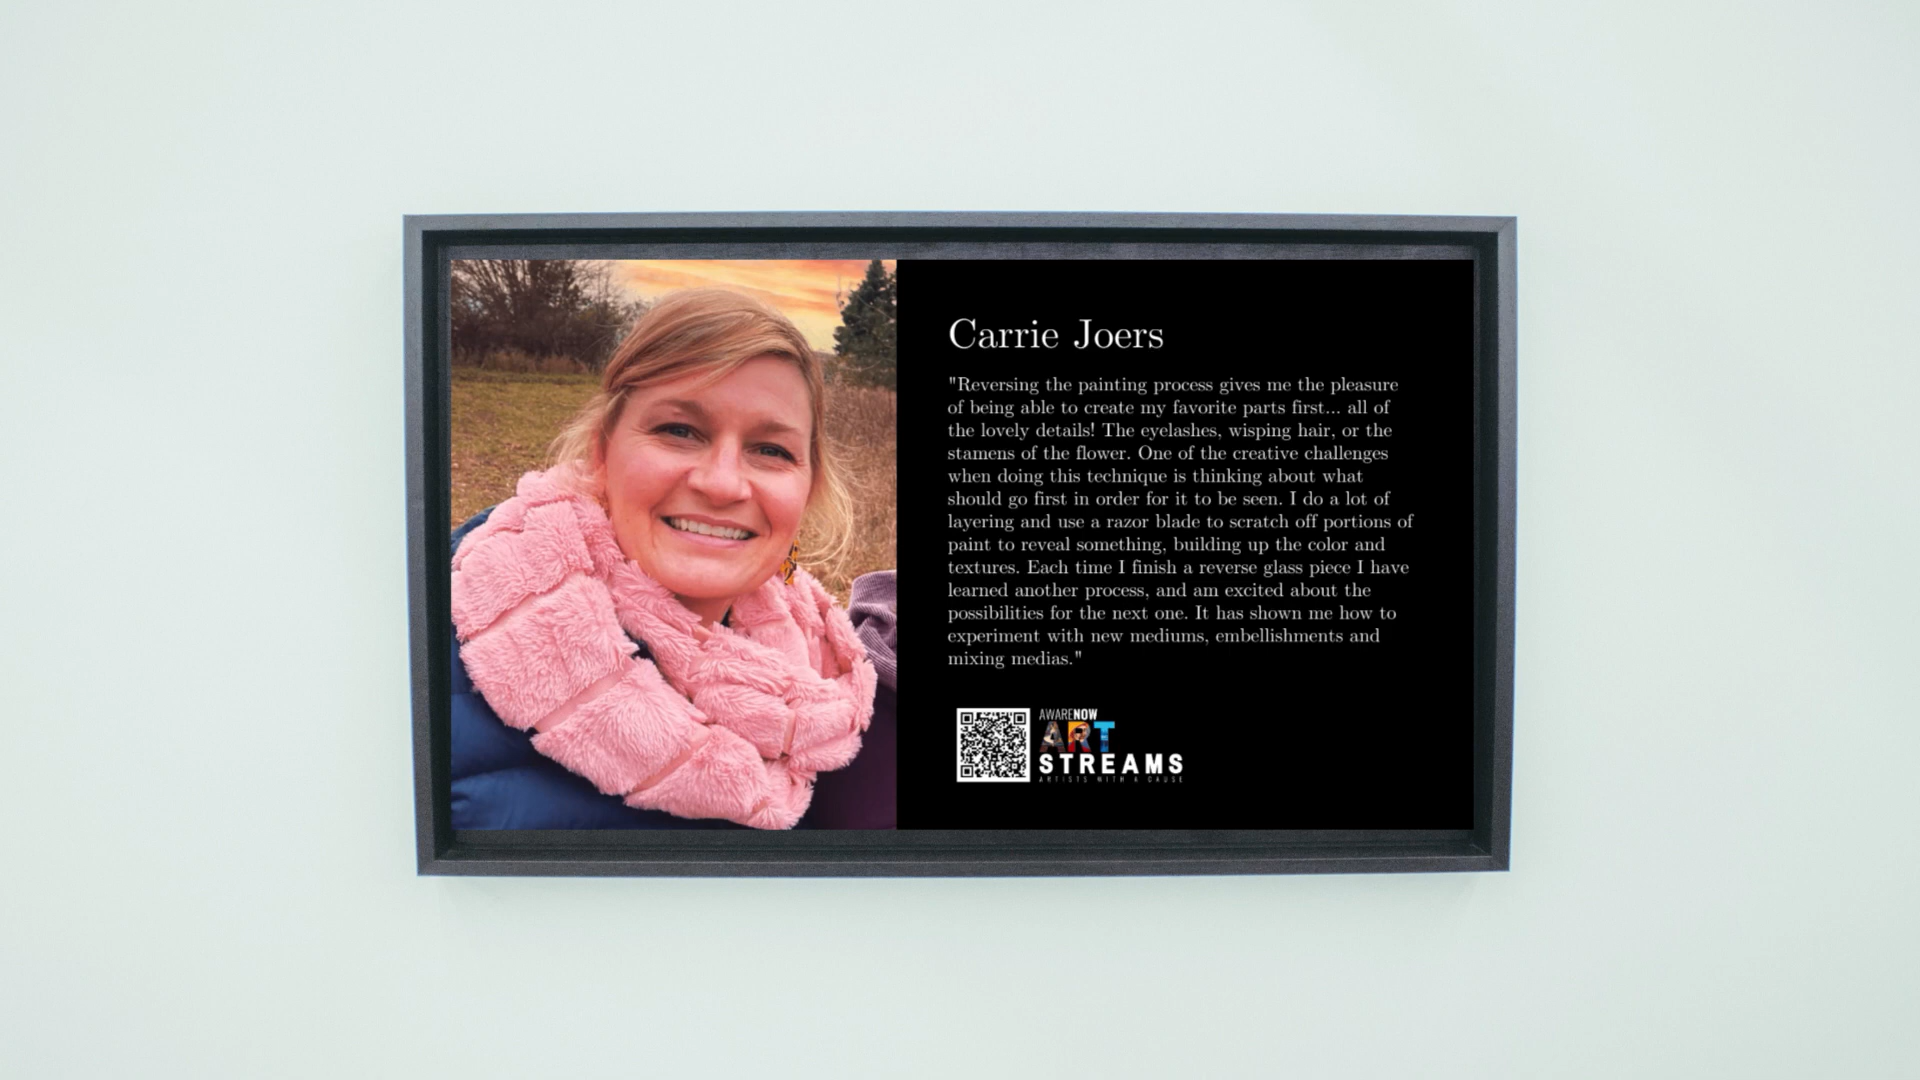 Carrie Joers
"Reversing the painting process gives me the pleasure
of being able to create my favorite parts first... all of
the lovely details! The eyelashes, wisping hair, or the
stamens of the flower. One of the creative challenges
when doing this technique is thinking about what
should go first in order for it to be seen. I do a lot of
layering and use a razor blade to scratch off portions of
paint to reveal something, building up the color and
textures. Each time I finish a reverse glass piece I have
learned another process, and am excited about the
possibilities for the next one. It has shown me how to
experiment with new mediums, embellishments and
mixing medias."
AWARENOW
ART
STREAMS
ARTISTS WITH A CAUSE